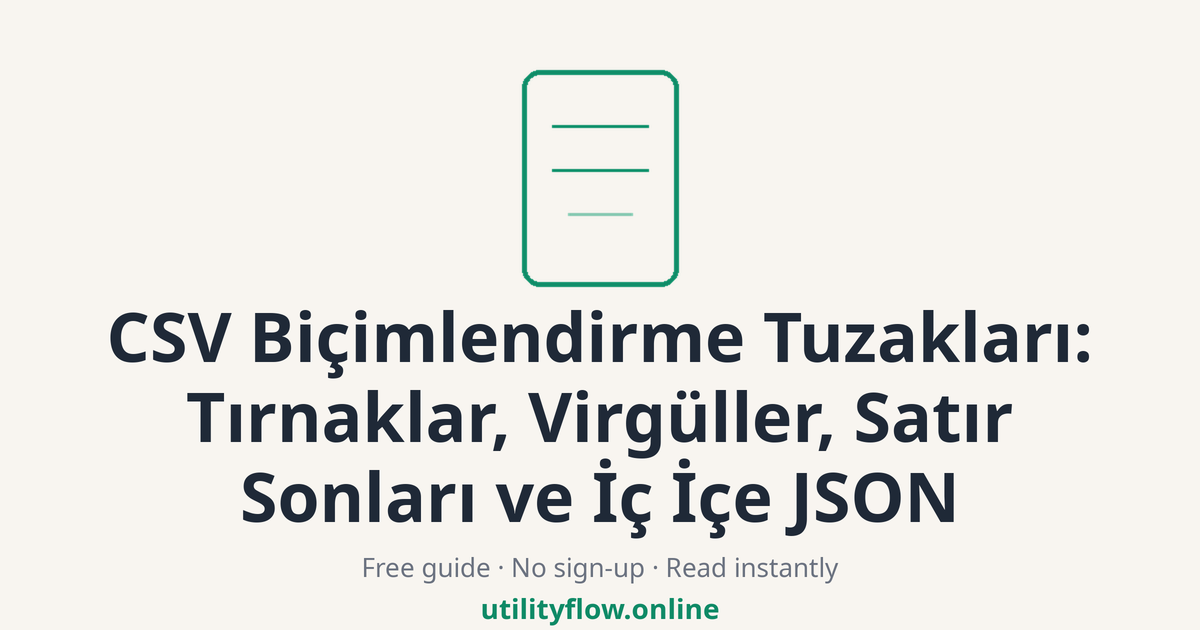 CSV Biçimlendirme Tuzakları:
Tırnaklar, Virgüller, Satır
Sonları ve İç İçe JSON
Free guide · No sign-up · Read instantly
utilityflow.online